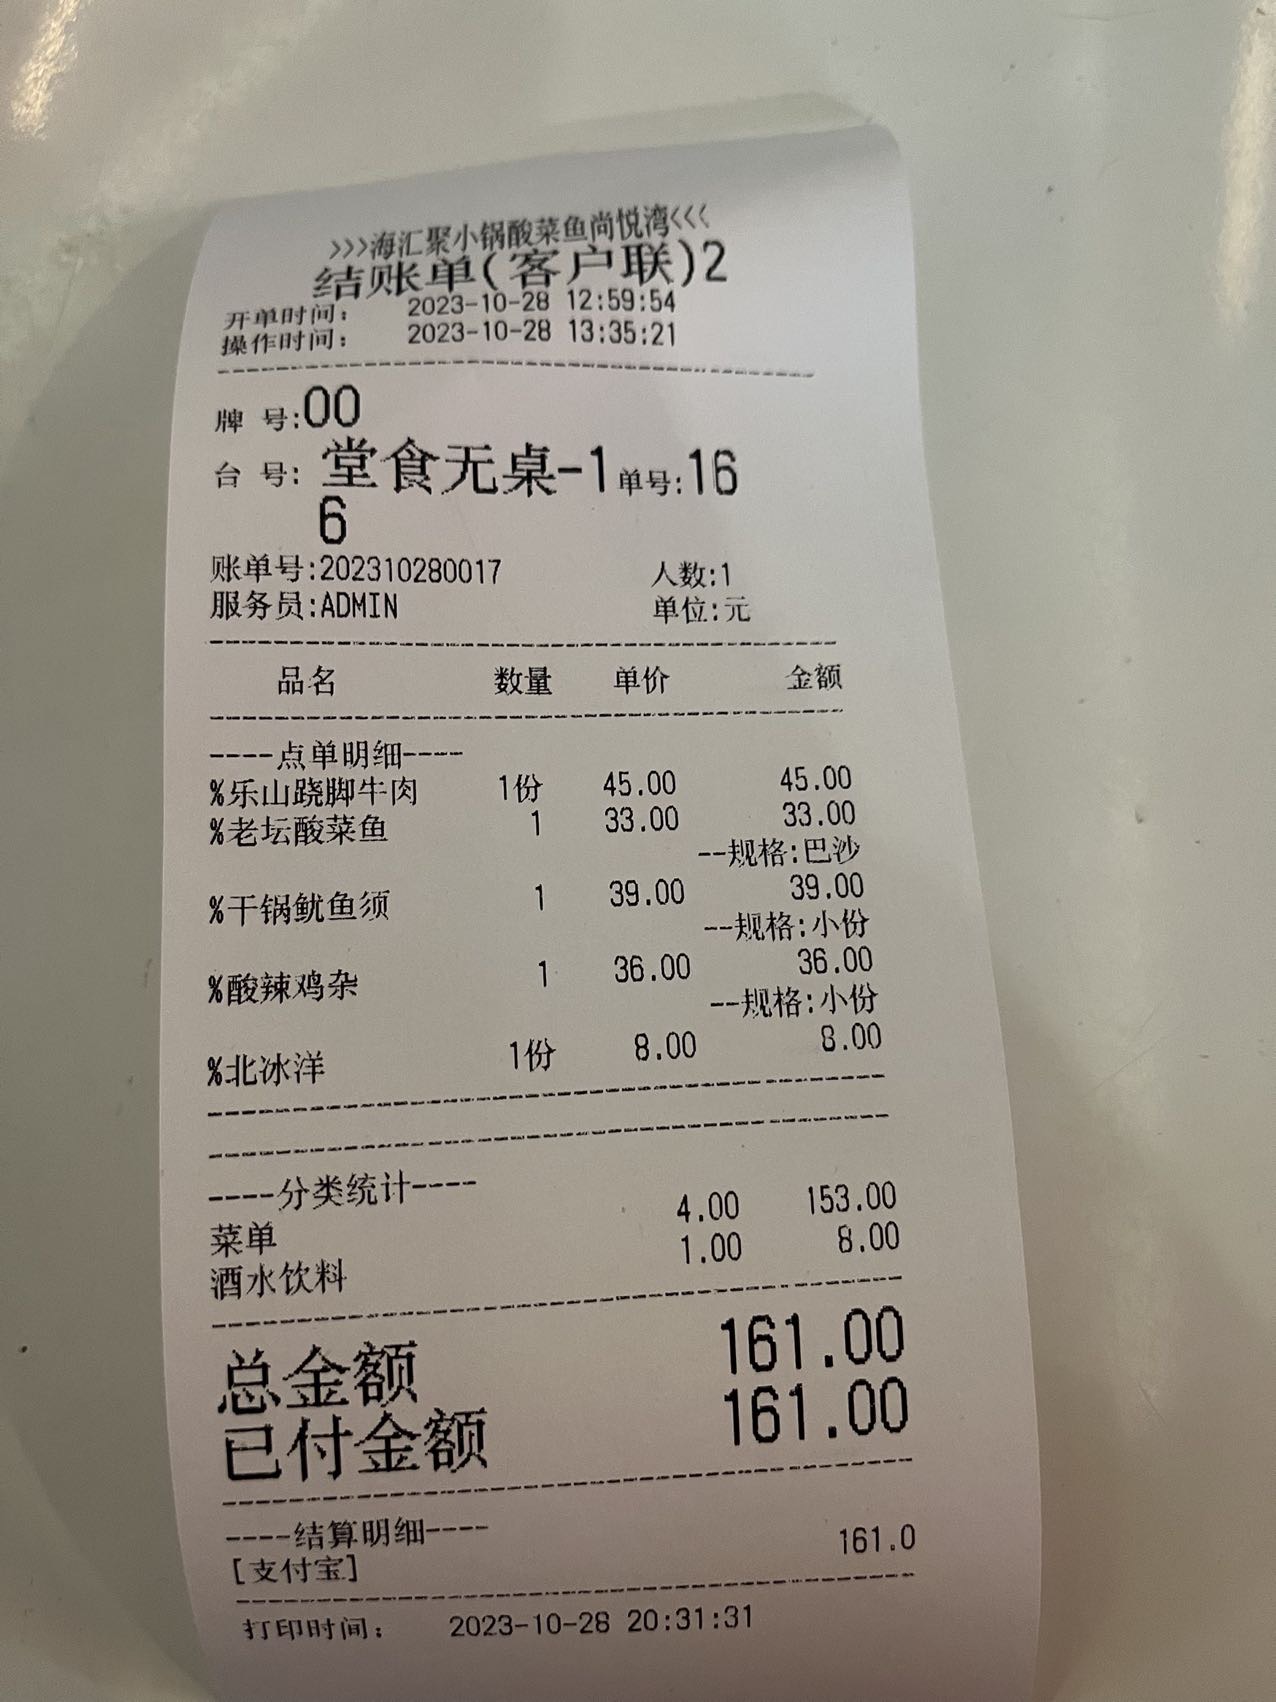 >>>海汇聚小锅酸菜鱼尚悦湾<<<
结账单(客户联)2
开单时间: 2023-10-28 12:59:54
操作时间: 2023-10-28 13:35:21
牌 号:00
台 号: 堂食无桌-1 单号:16
6
账单号:202310280017 人数:1
服务员:ADMIN 单位:元
品名 数量 单价 金额
----点单明细----
%乐山跷脚牛肉 1份 45.00 45.00
%老坛酸菜鱼 1 33.00 33.00
--规格:巴沙
%干锅鱿鱼须 1 39.00 39.00
--规格:小份
%酸辣鸡杂 1 36.00 36.00
--规格:小份
%北冰洋 1份 8.00 8.00
----分类统计----
菜单 4.00 153.00
酒水饮料 1.00 8.00
总金额 161.00
已付金额 161.00
----结算明细----
[支付宝] 161.0
打印时间: 2023-10-28 20:31:31